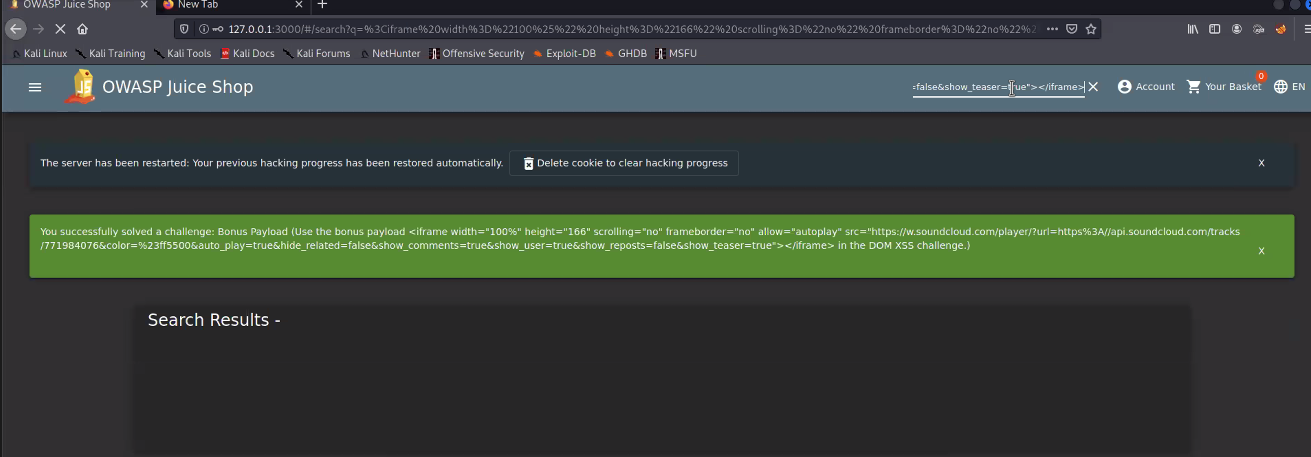 OWASP Juice Shop
New Tab
127.0.0.1:3000/#/search?q=%3Ciframe%20width%3D%22100%25%22%20height%3D%22166%22%20scrolling%3D%22no%22%20frameborder%3D%22no%22%2
Kali Linux Kali Training Kali Tools Kali Docs Kali Forums NetHunter Offensive Security Exploit-DB GHDB MSFU
OWASP Juice Shop =false&show_teaser=true"></iframe> Account Your Basket 0 EN
The server has been restarted: Your previous hacking progress has been restored automatically. Delete cookie to clear hacking progress X
You successfully solved a challenge: Bonus Payload (Use the bonus payload <iframe width="100%" height="166" scrolling="no" frameborder="no" allow="autoplay" src="https://w.soundcloud.com/player/?url=https%3A//api.soundcloud.com/tracks
/771984076&color=%23ff5500&auto_play=true&hide_related=false&show_comments=true&show_user=true&show_reposts=false&show_teaser=true"></iframe> in the DOM XSS challenge.)
X
Search Results -